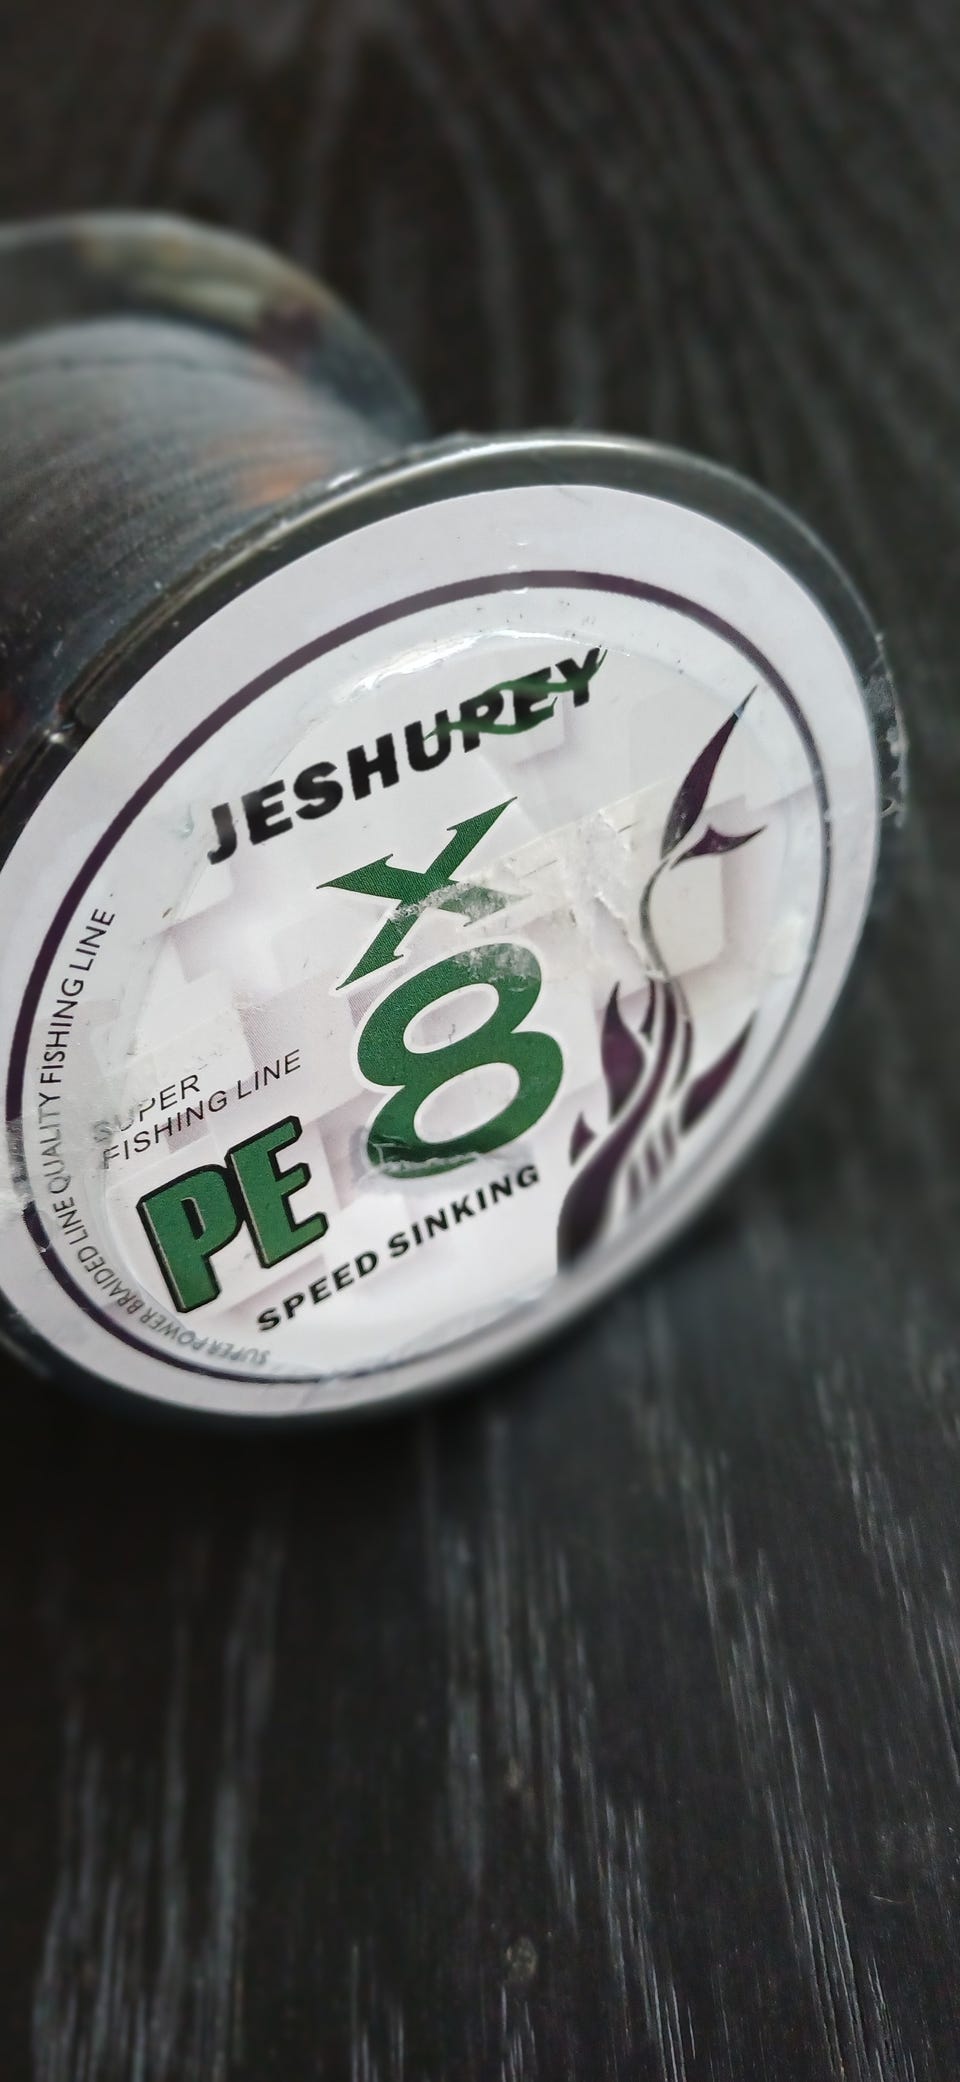 JESHUREY
X
8
SUPER
FISHING LINE
PE
SPEED SINKING
SUPER POWER BRAIDED LINE QUALITY FISHING LINE